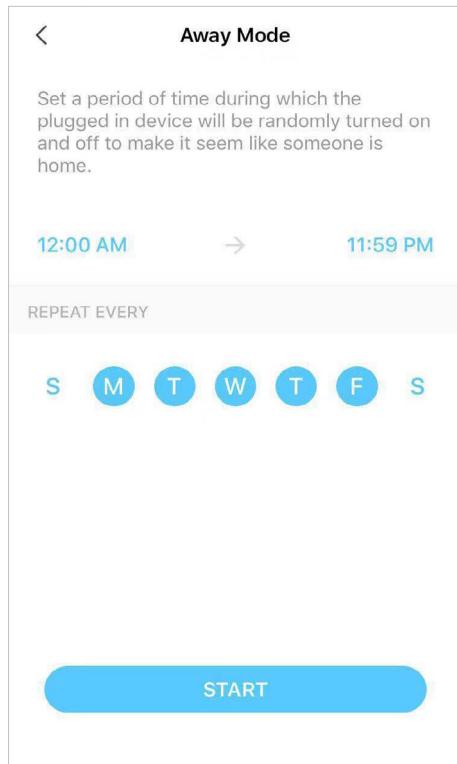 Away Mode
Set a period of time during which the
plugged in device will be randomly turned on
and off to make it seem like someone is
home.
12:00 AM → 11:59 PM
REPEAT EVERY
S M T W T F S
START